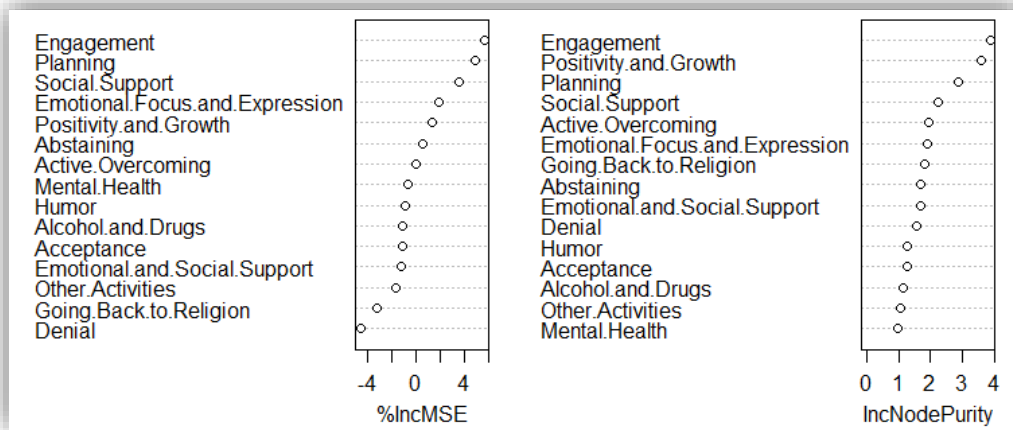 Engagement
Planning
Social.Support
Emotional.Focus.and.Expression
Positivity.and.Growth
Abstaining
Active.Overcoming
Mental.Health
Humor
Alcohol.and.Drugs
Acceptance
Emotional.and.Social.Support
Other.Activities
Going.Back.to.Religion
Denial
-4 0 4
%IncMSE
Engagement
Positivity.and.Growth
Planning
Social.Support
Active.Overcoming
Emotional.Focus.and.Expression
Going.Back.to.Religion
Abstaining
Emotional.and.Social.Support
Denial
Humor
Acceptance
Alcohol.and.Drugs
Other.Activities
Mental.Health
0 1 2 3 4
IncNodePurity